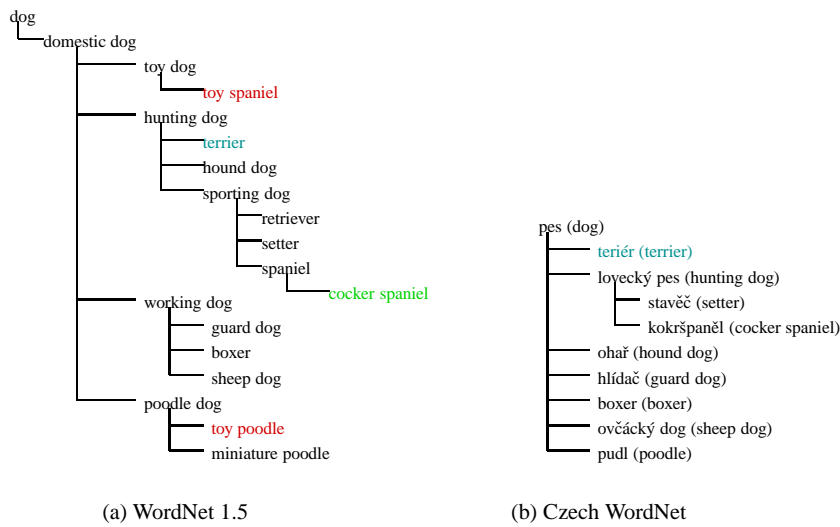 dog
domestic dog
toy dog
toy spaniel
hunting dog
terrier
hound dog
sporting dog
retriever
setter
spaniel
cocker spaniel
working dog
guard dog
boxer
sheep dog
poodle dog
toy poodle
miniature poodle
(a) WordNet 1.5
pes (dog)
teriér (terrier)
lovecký pes (hunting dog)
stavěč (setter)
kokršpaněl (cocker spaniel)
ohař (hound dog)
hlídač (guard dog)
boxer (boxer)
ovčácký dog (sheep dog)
pudl (poodle)
(b) Czech WordNet